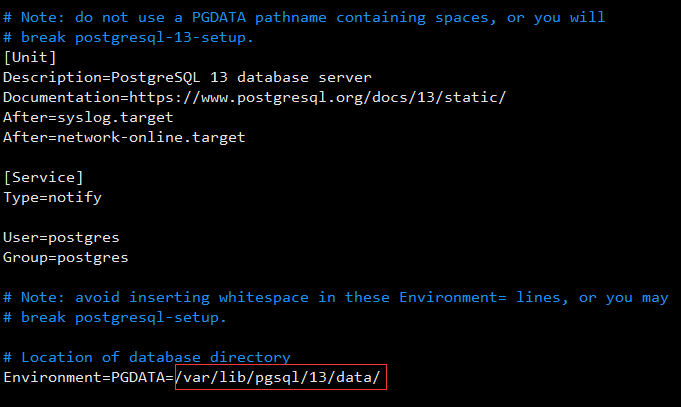 # Note: do not use a PGDATA pathname containing spaces, or you will
# break postgresql-13-setup.
[Unit]
Description=PostgreSQL 13 database server
Documentation=https://www.postgresql.org/docs/13/static/
After=syslog.target
After=network-online.target
[Service]
Type=notify
User=postgres
Group=postgres
# Note: avoid inserting whitespace in these Environment= lines, or you may
# break postgresql-setup.
# Location of database directory
Environment=PGDATA=/var/lib/pgsql/13/data/